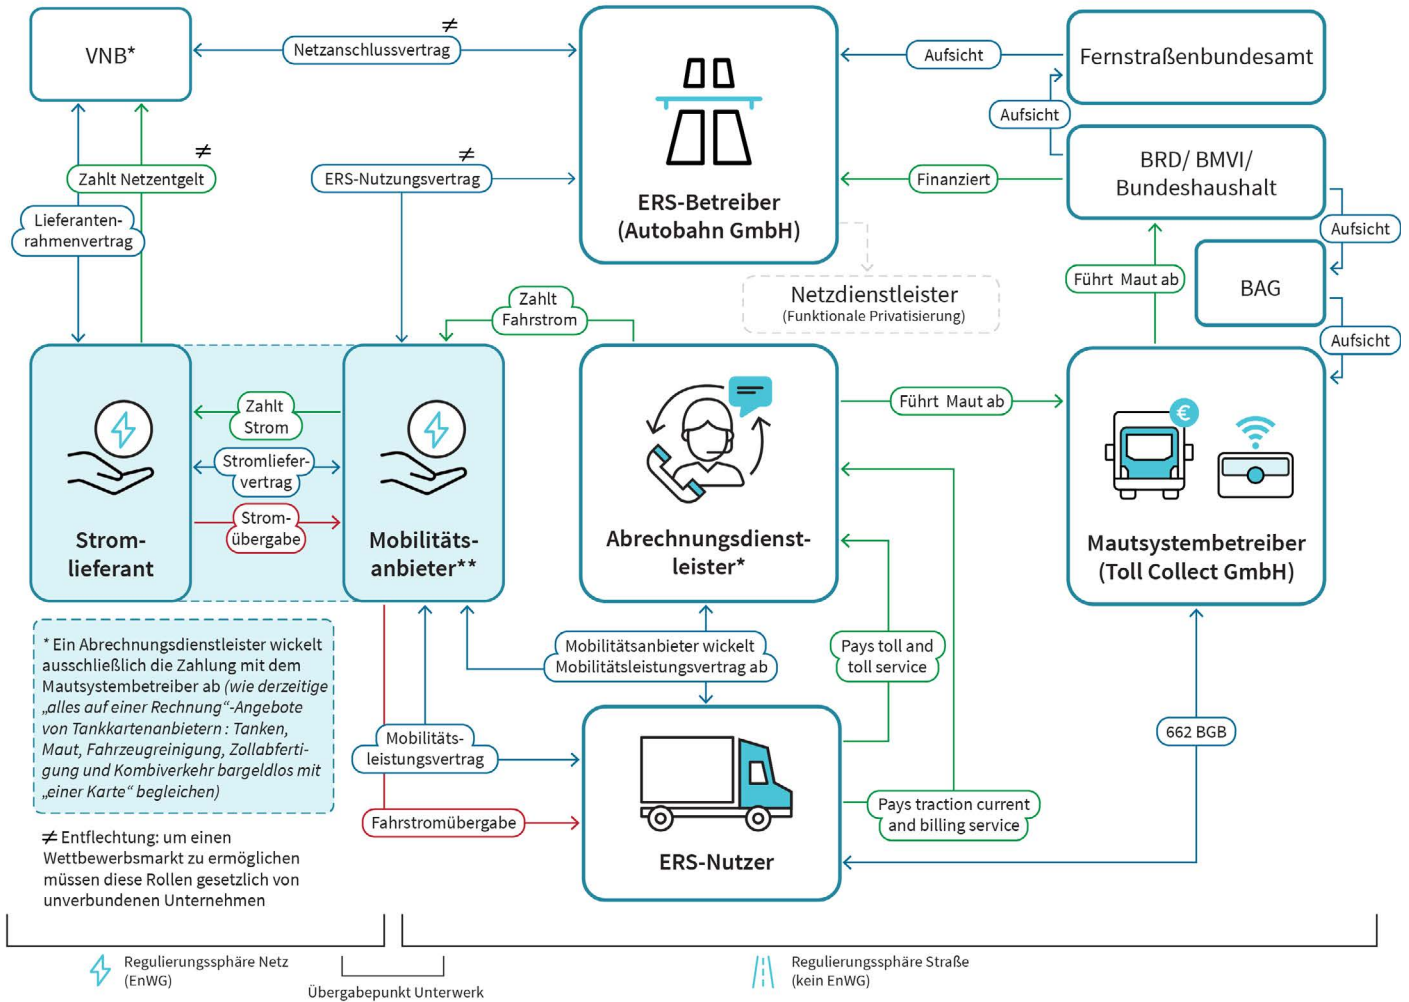 VNB*
≠
Netzanschlussvertrag
Aufsicht
Fernstraßenbundesamt
Aufsicht
≠
Zahlt Netzentgelt
≠
ERS-Nutzungsvertrag
ERS-Betreiber
(Autobahn GmbH)
Finanziert
BRD/ BMVI/
Bundeshaushalt
Aufsicht
Lieferanten-
rahmenvertrag
Netzdienstleister
(Funktionale Privatisierung)
Führt Maut ab
BAG
Zahlt
Fahrstrom
Aufsicht
Zahlt
Strom
Stromliefer-
vertrag
Strom-
übergabe
Strom-
lieferant
Mobilitäts-
anbieter**
Führt Maut ab
Abrechnungsdienst-
leister*
€
Mautsystembetreiber
(Toll Collect GmbH)
* Ein Abrechnungsdienstleister wickelt
ausschließlich die Zahlung mit dem
Mautsystembetreiber ab (wie derzeitige
„alles auf einer Rechnung“-Angebote
von Tankkartenanbietern : Tanken,
Maut, Fahrzeugreinigung, Zollabferti-
gung und Kombiverkehr bargeldlos mit
„einer Karte“ begleichen)
Mobilitätsanbieter wickelt
Mobilitätsleistungsvertrag ab
Pays toll and
toll service
Mobilitäts-
leistungsvertrag
662 BGB
Fahrstromübergabe
Pays traction current
and billing service
ERS-Nutzer
≠ Entflechtung: um einen
Wettbewerbsmarkt zu ermöglichen
müssen diese Rollen gesetzlich von
unverbundenen Unternehmen
Regulierungssphäre Netz
(EnWG)
Übergabepunkt Unterwerk
Regulierungssphäre Straße
(kein EnWG)